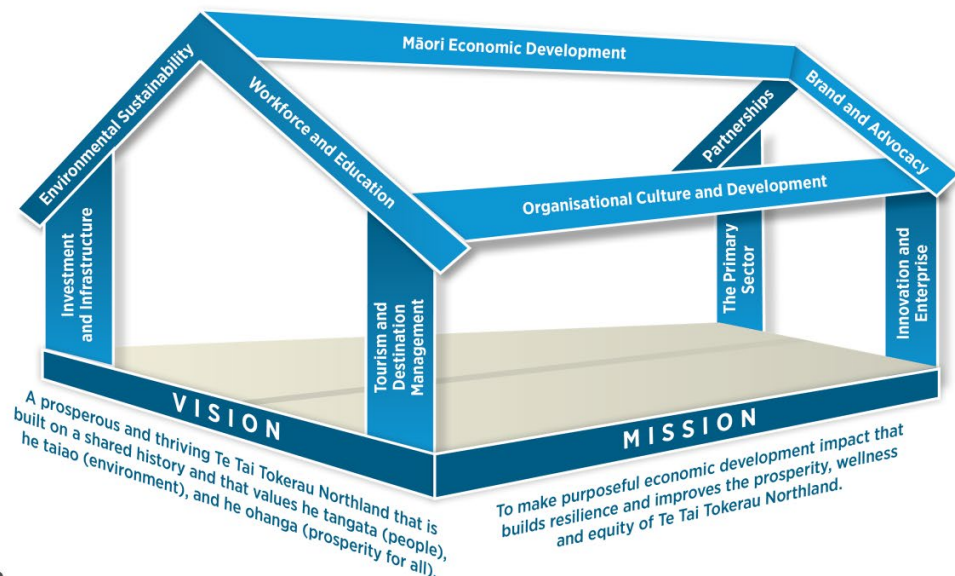 Māori Economic Development
Environmental Sustainability
Workforce and Education
Partnerships
Brand and Advocacy
Organisational Culture and Development
Investment
and Infrastructure
Tourism and
Destination
Management
The Primary
Sector
Innovation and
Enterprise
VISION
A prosperous and thriving Te Tai Tokerau Northland that is
built on a shared history and that values he tangata (people),
he taiao (environment), and he ohanga (prosperity for all).
MISSION
To make purposeful economic development impact that
builds resilience and improves the prosperity, wellness
and equity of Te Tai Tokerau Northland.